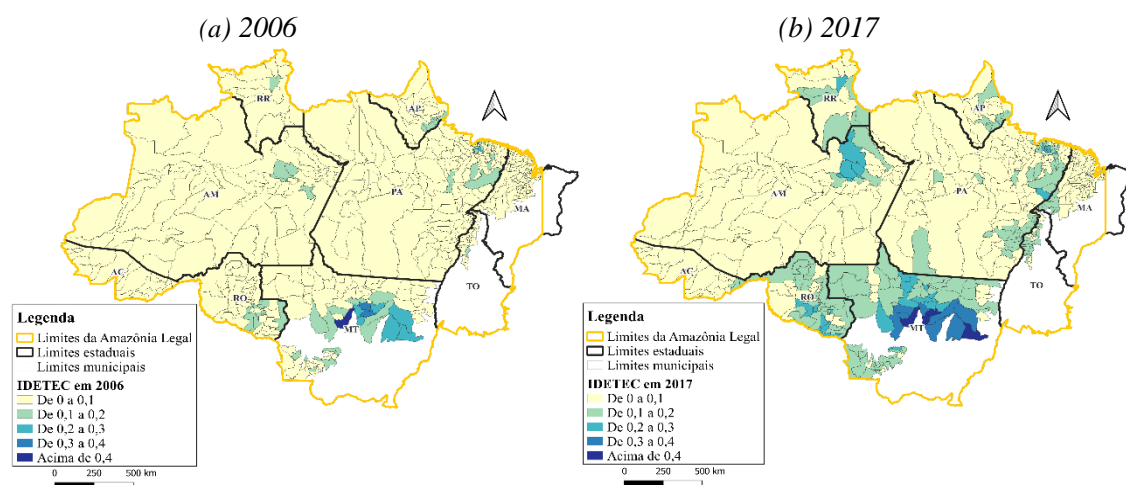 (a) 2006
(b) 2017
RR
AP
AM
PA
MA
AC
RO
MT
TO
Legenda
Limites da Amazônia Legal
Limites estaduais
Limites municipais
IDETEC em 2006
De 0 a 0,1
De 0,1 a 0,2
De 0,2 a 0,3
De 0,3 a 0,4
Acima de 0,4
0 250 500 km
RR
AP
AM
PA
MA
AC
RO
MT
TO
Legenda
Limites da Amazônia Legal
Limites estaduais
Limites municipais
IDETEC em 2017
De 0 a 0,1
De 0,1 a 0,2
De 0,2 a 0,3
De 0,3 a 0,4
Acima de 0,4
0 250 500 km